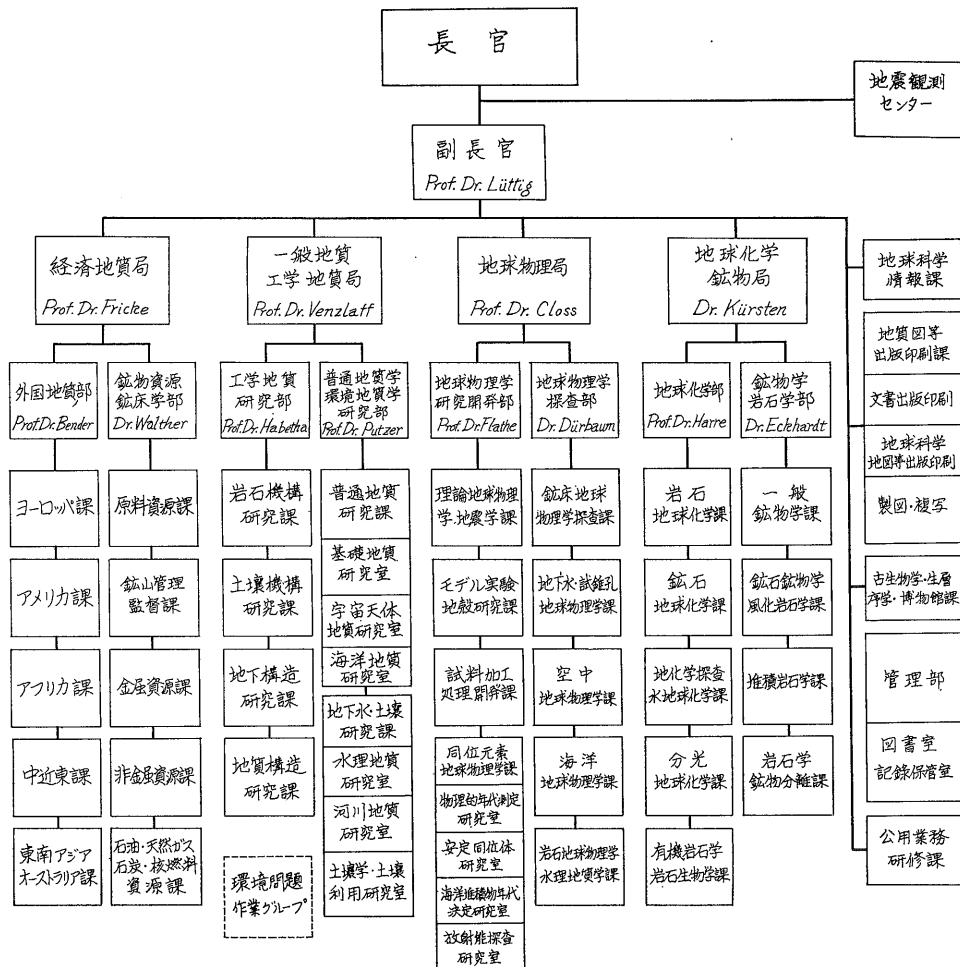 長官
地震観測
センター
副長官
Prof. Dr. Lüttig
経済地質局
Prof. Dr. Fricke
一般地質
工学地質局
Prof. Dr. Venzlaff
地球物理局
Prof. Dr. Closs
地球化学
鉱物局
Dr. Kürsten
外国地質部
Prof. Dr. Bender
鉱物資源
鉱床学部
Dr. Walther
工学地質
研究部
Prof. Dr. Habetha
普通地質学
環境地質学
研究部
Prof. Dr. Putzer
地球物理学
研究開発部
Prof. Dr. Flathe
地球物理学
探査部
Dr. Dürbaum
地球化学部
Prof. Dr. Harre
鉱物学
岩石学部
Dr. Eckhardt
ヨーロッパ課
アメリカ課
アフリカ課
中近東課
東南アジア
オーストラリア課
原料資源課
鉱山管理
監督課
金属資源課
非金属資源課
石油・天然ガス
石炭・核燃料
資源課
岩石機構
研究課
土壌機構
研究課
地下構造
研究課
地質構造
研究課
環境問題
作業グループ
普通地質
研究課
基礎地質
研究室
宇宙天体
地質研究室
海洋地質
研究室
地下水・土壌
研究課
水理地質
研究室
河川地質
研究室
土壌学・土壌
利用研究室
理論地球物理
学・地震学課
モデル実験
地殻研究課
試料加工
処理開発課
同位元素
地球物理学課
物理的年代測定
研究室
安定同位体
研究室
海洋堆積物年代
決定研究室
放射能探査
研究室
鉱床地球
物理学探査課
地下水・試錐孔
地球物理学課
空中
地球物理学課
海洋
地球物理学課
岩石地球物理学
水理地質学課
岩石
地球化学課
鉱石
地球化学課
地化学探査
水地球化学課
分光
地球化学課
有機岩石学
岩石生物学課
一般
鉱物学課
鉱石鉱物学
風化岩石学課
堆積岩石学課
岩石学
鉱物分離課
地球科学
情報課
地質図等
出版印刷課
文書出版印刷
地球科学
地図等出版印刷
製図・複写
古生物学・生層
序学・博物館課
管理部
図書室
記録保管室
公用業務
研修課